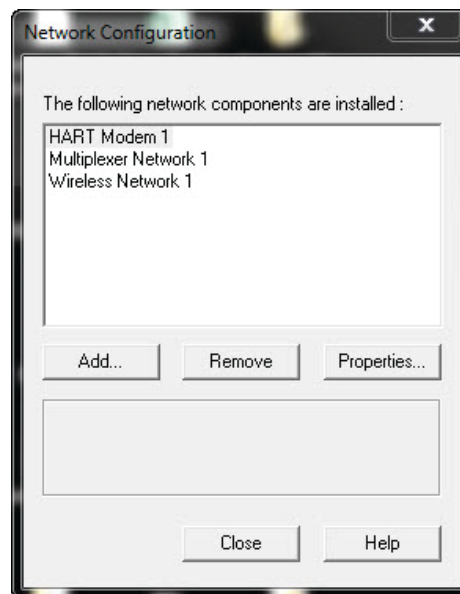 Network Configuration
x
The following network components are installed :
HART Modem 1
Multiplexer Network 1
Wireless Network 1
Add... Remove Properties...
Close Help